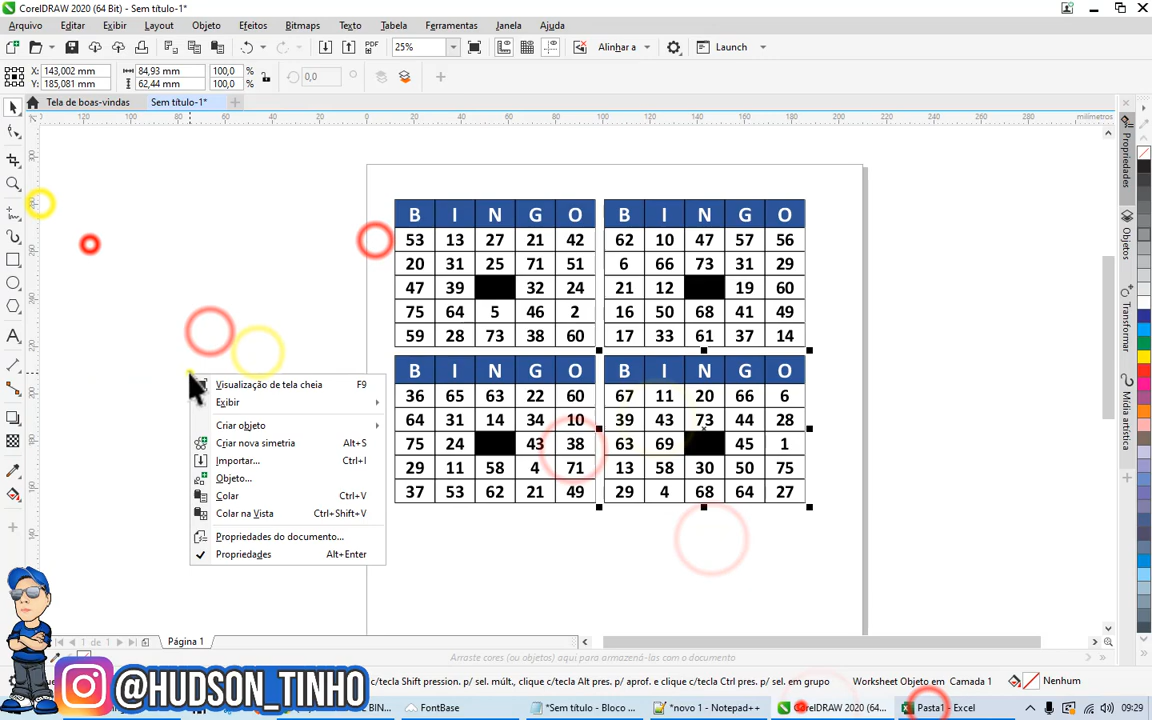 CorelDRAW 2020 (64 Bit) - Sem título-1*
Arquivo Editar Exibir Layout Objeto Efeitos Bitmaps Texto Tabela Ferramentas Janela Ajuda
PDF 25% Alinhar a Launch
X: 143,002 mm 84,93 mm 100,0 %
Y: 185,081 mm 62,44 mm 100,0 % 0,0
Tela de boas-vindas Sem título-1*
milímetros
B I N G O B I N G O
53 13 27 21 42 62 10 47 57 56
20 31 25 71 51 6 66 73 31 29
47 39 32 24 21 12 19 60
75 64 5 46 2 16 50 68 41 49
59 28 73 38 60 17 33 61 37 14
B I N G O B I N G O
36 65 63 22 60 67 11 20 66 6
64 31 14 34 10 39 43 73 44 28
75 24 43 38 63 69 45 1
29 11 58 4 71 13 58 30 50 75
37 53 62 21 49 29 4 68 64 27
Visualização de tela cheia F9
Exibir
Criar objeto
Criar nova simetria Alt+S
Importar... Ctrl+I
Objeto...
Colar Ctrl+V
Colar na Vista Ctrl+Shift+V
Propriedades do documento...
Propriedades Alt+Enter
Propriedades
Objetos
Transformar
Mídia artística
1 de 1 Página 1
Arraste cores (ou objetos) aqui para armazená-las com o documento
c/tecla Shift pression. p/ sel. múlt., clique c/tecla Alt pres. p/ aprof. e clique c/tecla Ctrl pres. p/ sel. em grupo Worksheet Objeto em Camada 1 Nenhum
@HUDSON_TINHO
BIN... FontBase *Sem título - Bloco ... *novo 1 - Notepad++ CorelDRAW 2020 (64... Pasta1 - Excel 09:29